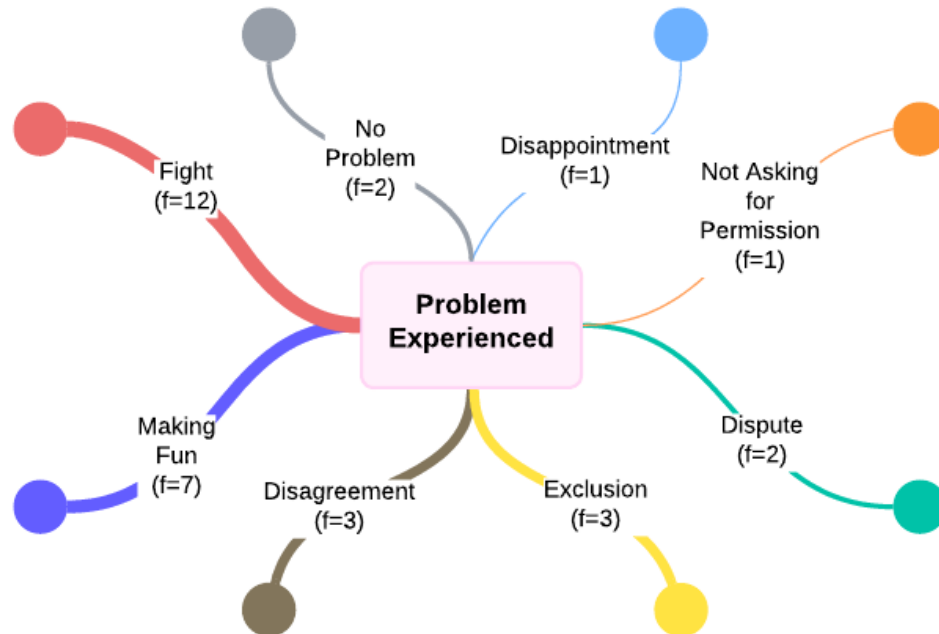 No
Problem
(f=2)
Disappointment
(f=1)
Fight
(f=12)
Not Asking
for
Permission
(f=1)
Problem
Experienced
Making
Fun
(f=7)
Dispute
(f=2)
Disagreement
(f=3)
Exclusion
(f=3)